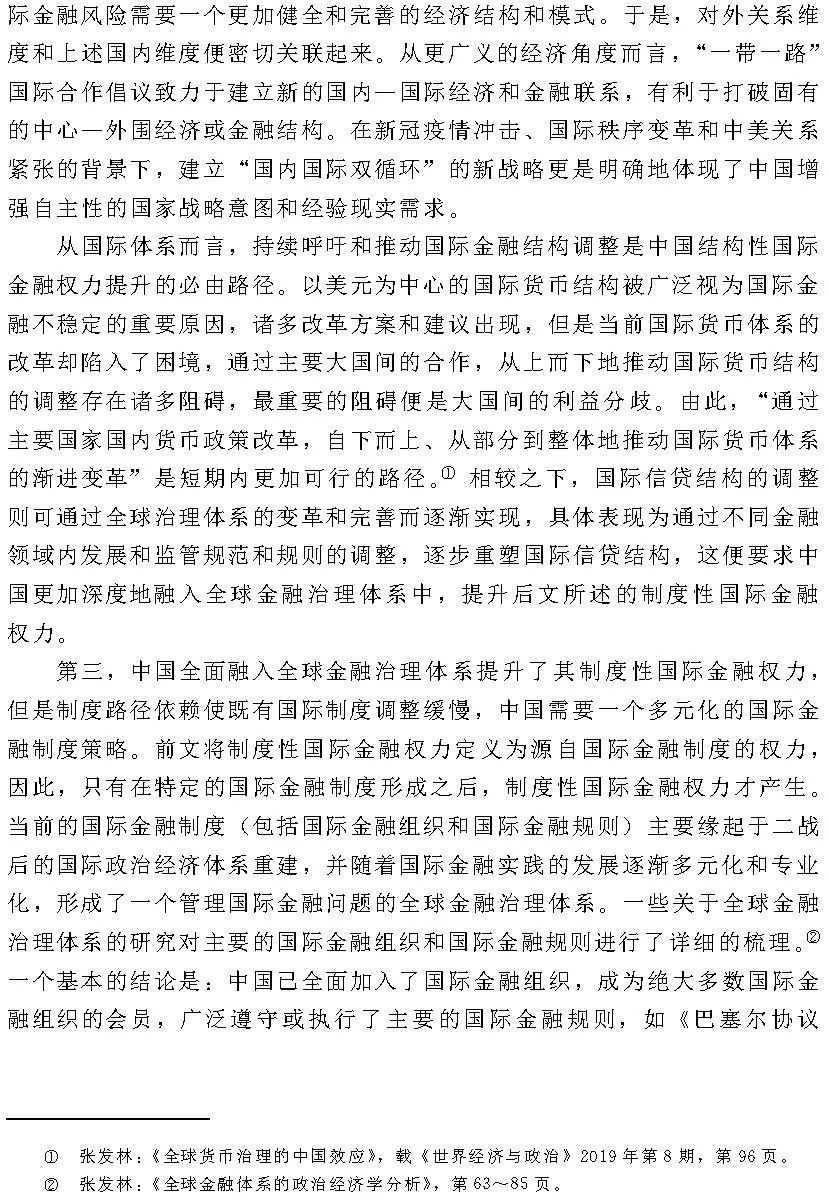 际金融风险需要一个更加健全和完善的经济结构和模式。于是，对外关系维
度和上述国内维度便密切关联起来。从更广义的经济角度而言，“一带一路”
国际合作倡议致力于建立新的国内—国际经济和金融联系，有利于打破固有
的中心—外围经济或金融结构。在新冠疫情冲击、国际秩序变革和中美关系
紧张的背景下，建立“国内国际双循环”的新战略更是明确地体现了中国增
强自主性的国家战略意图和经验现实需求。
从国际体系而言，持续呼吁和推动国际金融结构调整是中国结构性国际
金融权力提升的必由路径。以美元为中心的国际货币结构被广泛视为国际金
融不稳定的重要原因，诸多改革方案和建议出现，但是当前国际货币体系的
改革却陷入了困境，通过主要大国间的合作，从上而下地推动国际货币结构
的调整存在诸多阻碍，最重要的阻碍便是大国间的利益分歧。由此，“通过
主要国家国内货币政策改革，自下而上、从部分到整体地推动国际货币体系
的渐进变革”是短期内更加可行的路径。① 相较之下，国际信贷结构的调整
则可通过全球治理体系的变革和完善而逐渐实现，具体表现为通过不同金融
领域内发展和监管规范和规则的调整，逐步重塑国际信贷结构，这便要求中
国更加深度地融入全球金融治理体系中，提升后文所述的制度性国际金融
权力。
第三，中国全面融入全球金融治理体系提升了其制度性国际金融权力，
但是制度路径依赖使既有国际制度调整缓慢，中国需要一个多元化的国际金
融制度策略。前文将制度性国际金融权力定义为源自国际金融制度的权力，
因此，只有在特定的国际金融制度形成之后，制度性国际金融权力才产生。
当前的国际金融制度（包括国际金融组织和国际金融规则）主要缘起于二战
后的国际政治经济体系重建，并随着国际金融实践的发展逐渐多元化和专业
化，形成了一个管理国际金融问题的全球金融治理体系。一些关于全球金融
治理体系的研究对主要的国际金融组织和国际金融规则进行了详细的梳理。②
一个基本的结论是：中国已全面加入了国际金融组织，成为绝大多数国际金
融组织的会员，广泛遵守或执行了主要的国际金融规则，如《巴塞尔协议
① 张发林：《全球货币治理的中国效应》，载《世界经济与政治》2019年第8期，第96页。
② 张发林：《全球金融体系的政治经济学分析》，第63～85页。